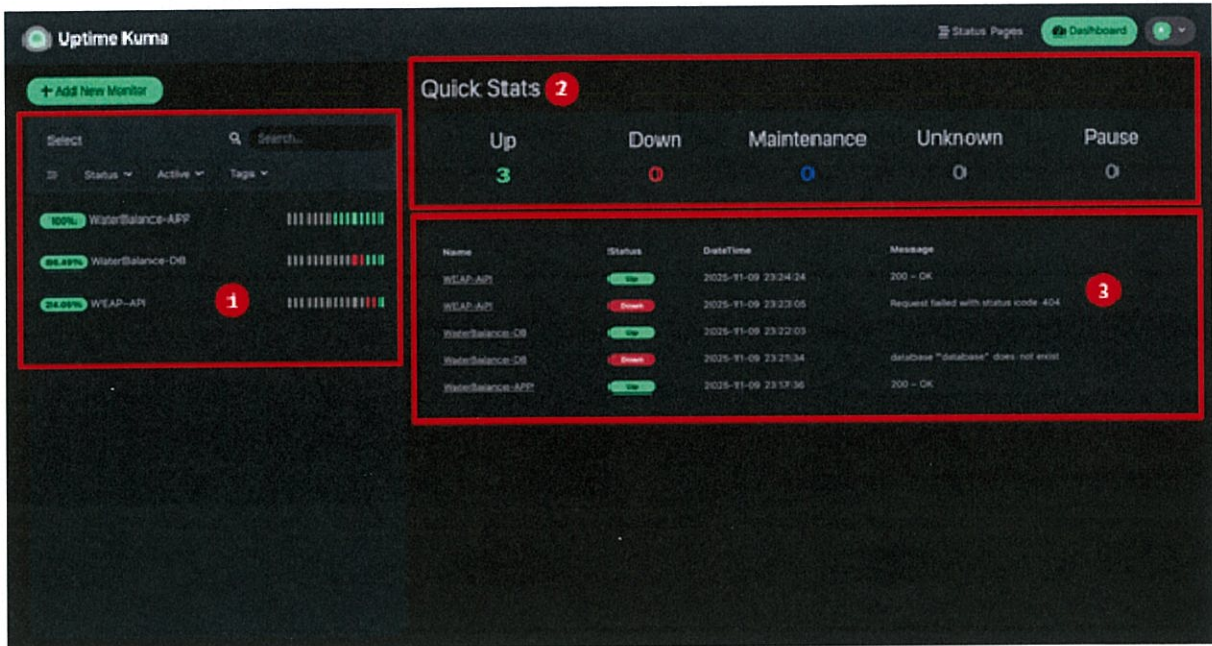 Uptime Kuma
Status Pages
Dashboard
+ Add New Monitor
Select
Search...
Status
Active
Tags
100% WaterBalance-APP
WaterBalance-DB
WEAP-API
1
Quick Stats 2
Up Down Maintenance Unknown Pause
3 0 0 0 0
Name Status DateTime Message
WEAP-API Up 2025-11-09 23:24:24 200 - OK
WEAP-API Down 2025-11-09 23:23:05 Request failed with status code 404
WaterBalance-DB Up 2025-11-09 23:22:03
WaterBalance-DB Down 2025-11-09 23:21:34 database "database" does not exist
WaterBalance-APP Up 2025-11-09 23:17:36 200 - OK
3